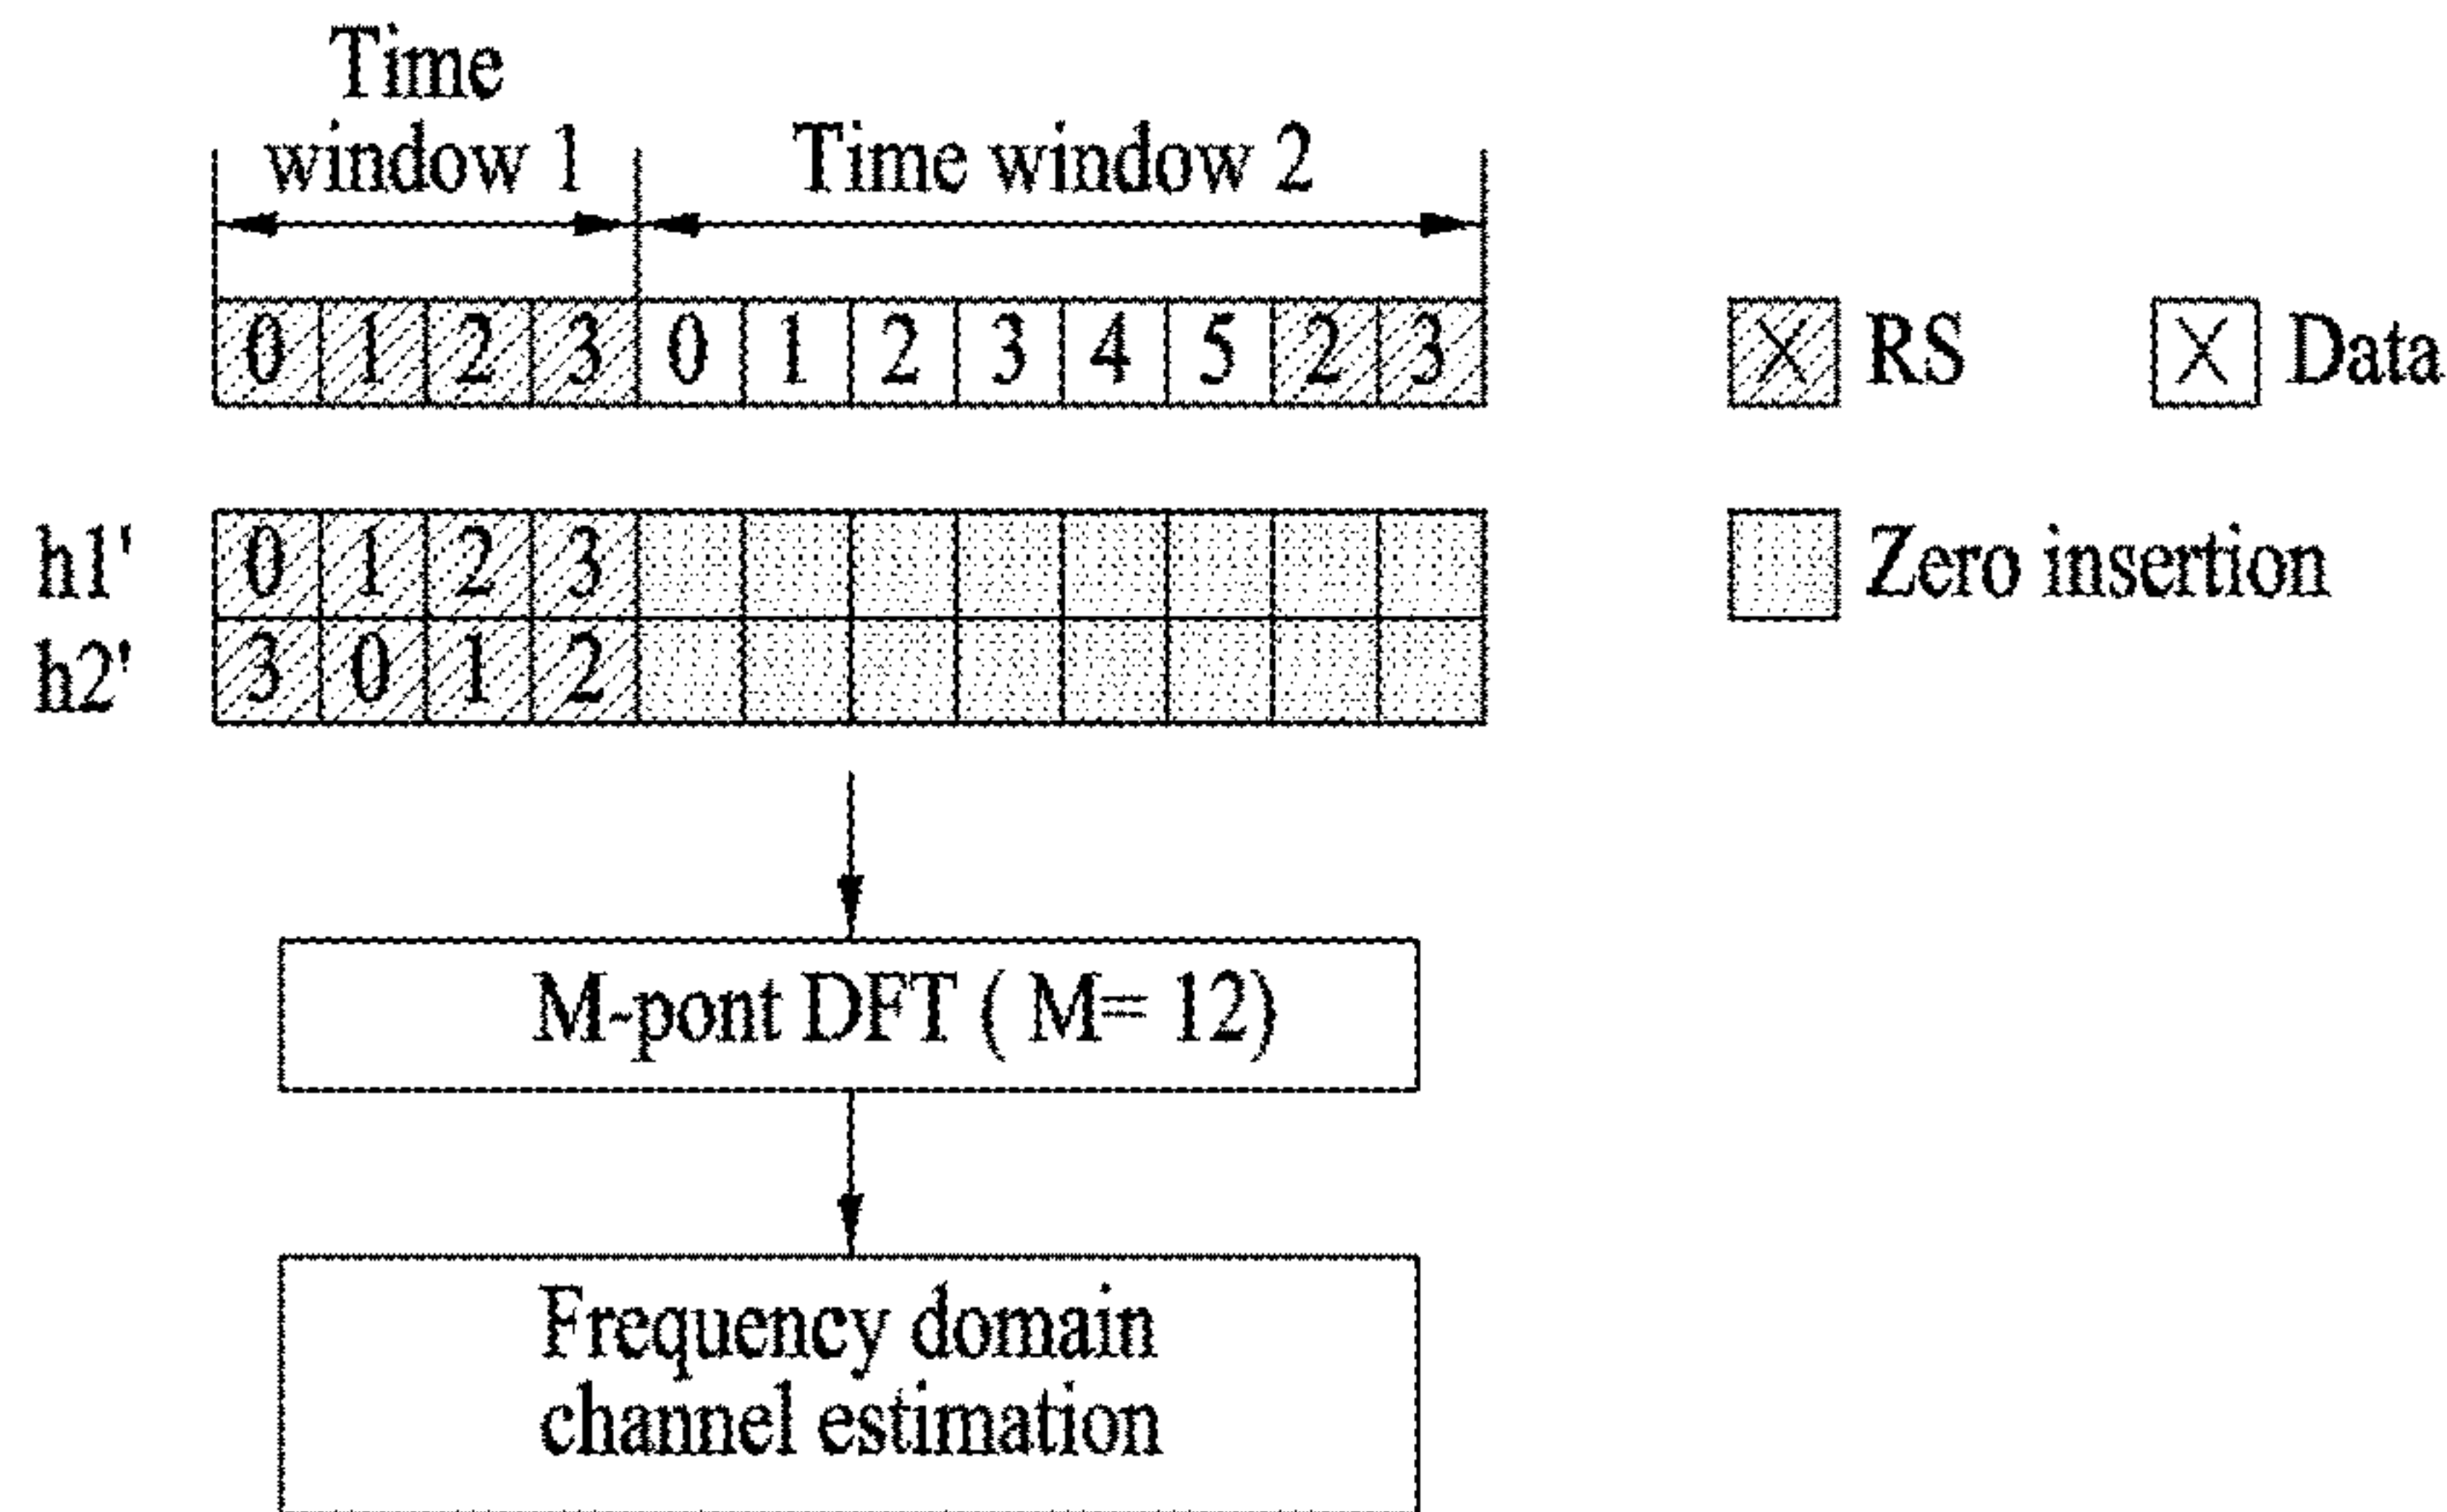 Time
window 1
Time window 2
0 1 2 3 0 1 2 3 4 5 2 3
X RS
X Data
h1' 0 1 2 3
Zero insertion
h2' 3 0 1 2
M-pont DFT ( M= 12)
Frequency domain
channel estimation